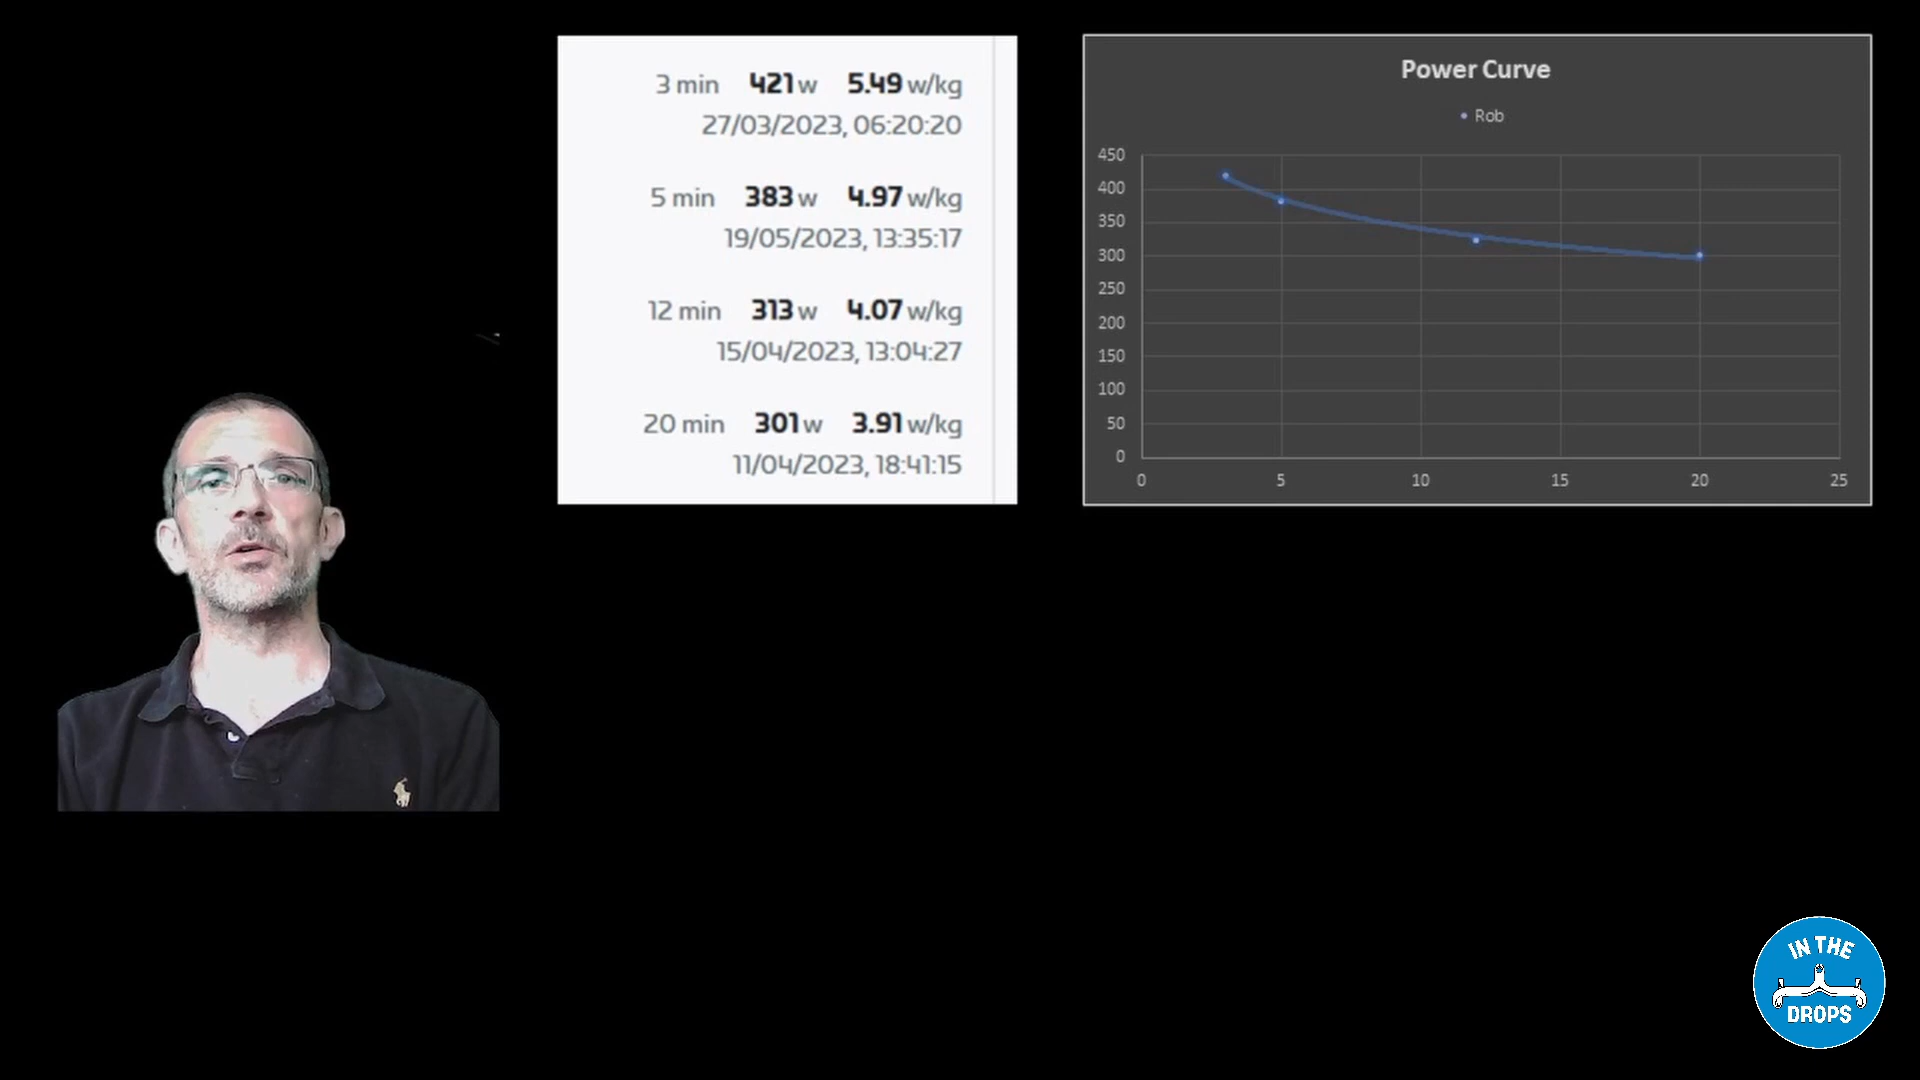 3 min 421 w 5.49 w/kg
27/03/2023, 06:20:20
5 min 383 w 4.97 w/kg
19/05/2023, 13:35:17
12 min 313 w 4.07 w/kg
15/04/2023, 13:04:27
20 min 301 w 3.91 w/kg
11/04/2023, 18:41:15
Power Curve
Rob
450
400
350
300
250
200
150
100
50
0
0 5 10 15 20 25
IN THE
DROPS